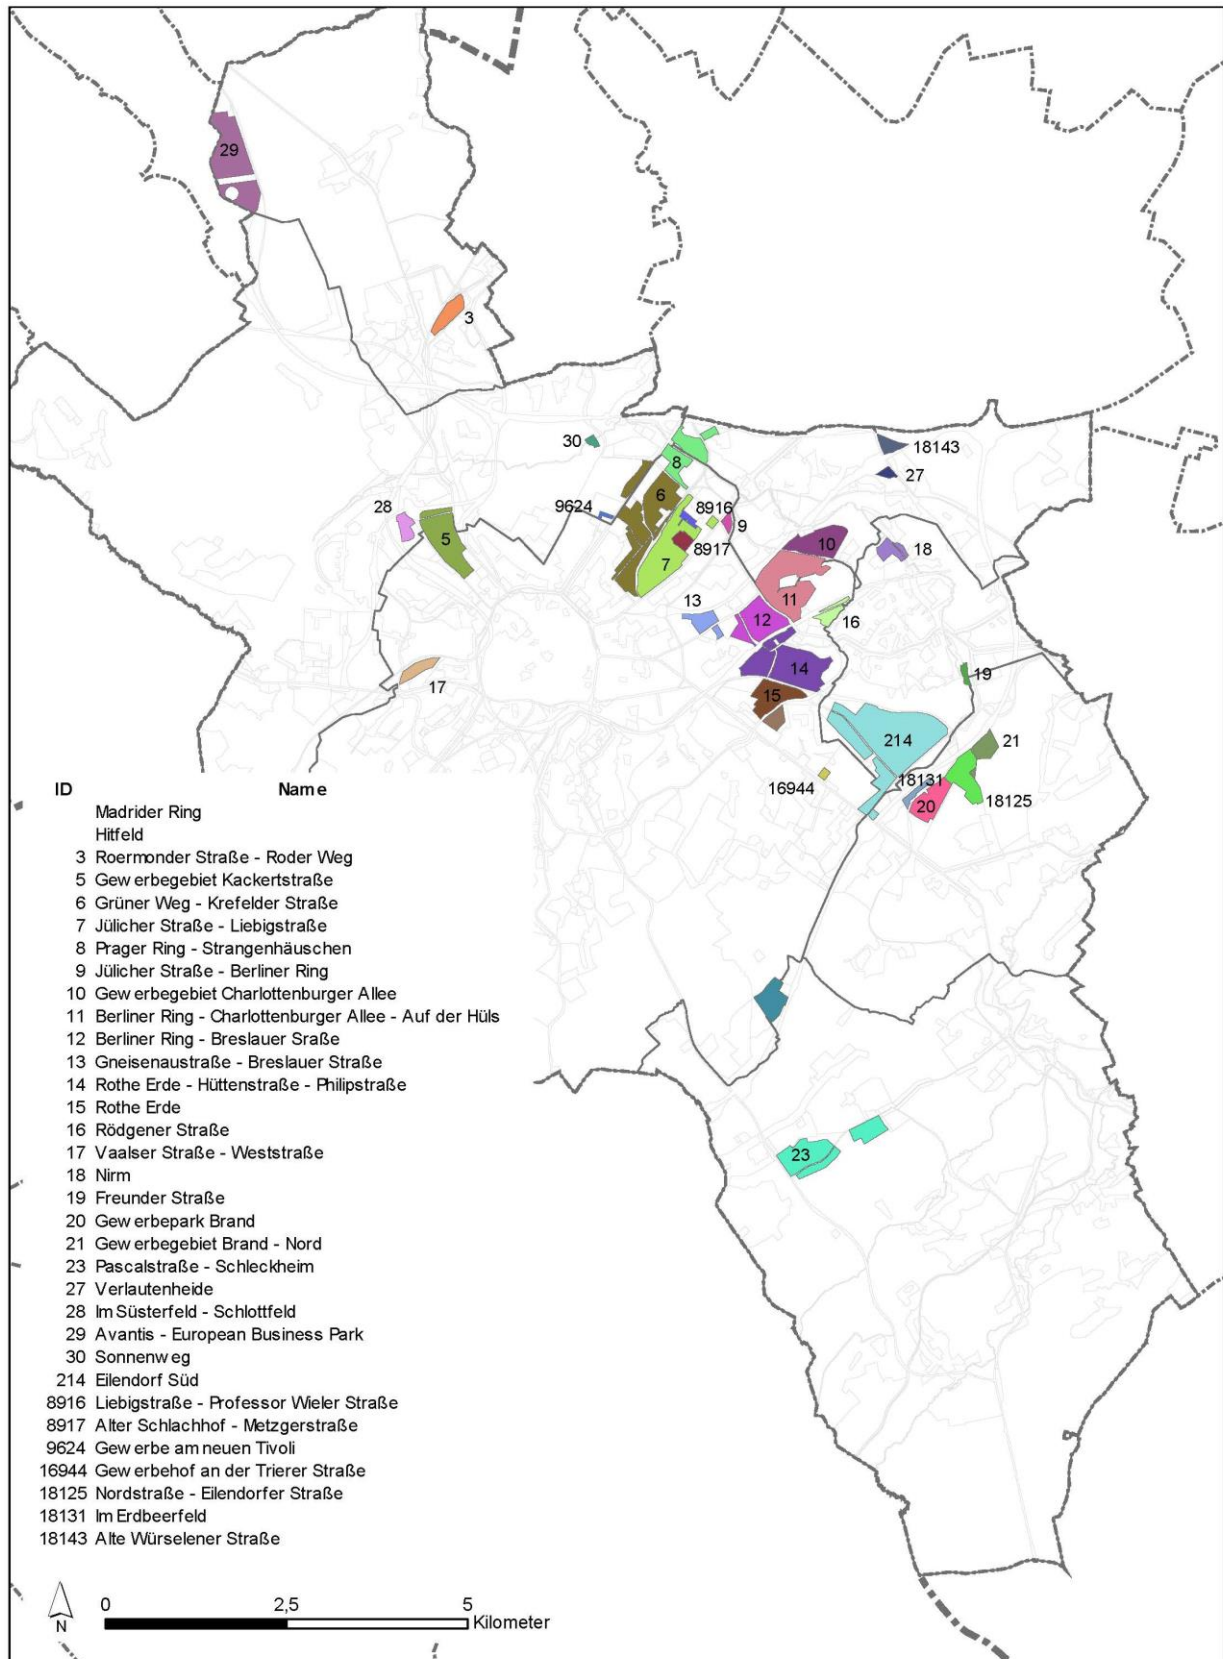 29
3
30
8
18143
27
6
9624
8916
28
5
9
8917
7
10
18
11
13
12
16
14
19
17
15
214
21
16944
18131
20
18125
23
ID Name
Madrider Ring
Hitfeld
3 Roermonder Straße - Roder Weg
5 Gewerbegebiet Kackertstraße
6 Grüner Weg - Krefelder Straße
7 Jülicher Straße - Liebigstraße
8 Prager Ring - Strangenhäuschen
9 Jülicher Straße - Berliner Ring
10 Gewerbegebiet Charlottenburger Allee
11 Berliner Ring - Charlottenburger Allee - Auf der Hüls
12 Berliner Ring - Breslauer Sraße
13 Gneisenaustraße - Breslauer Straße
14 Rothe Erde - Hüttenstraße - Philipstraße
15 Rothe Erde
16 Rödgener Straße
17 Vaalser Straße - Weststraße
18 Nirm
19 Freunder Straße
20 Gewerbepark Brand
21 Gewerbegebiet Brand - Nord
23 Pascalstraße - Schleckheim
27 Verlautenheide
28 Im Süsterfeld - Schlottfeld
29 Avantis - European Business Park
30 Sonnenweg
214 Eilendorf Süd
8916 Liebigstraße - Professor Wieler Straße
8917 Alter Schlachhof - Metzgerstraße
9624 Gewerbe am neuen Tivoli
16944 Gewerbehof an der Trierer Straße
18125 Nordstraße - Eilendorfer Straße
18131 Im Erdbeerfeld
18143 Alte Würselener Straße
0 2,5 5
Kilometer
N